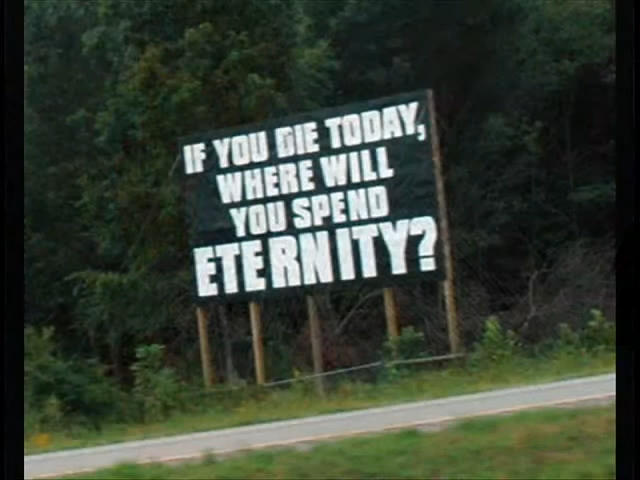 IF YOU DIE TODAY,
WHERE WILL
YOU SPEND
ETERNITY?